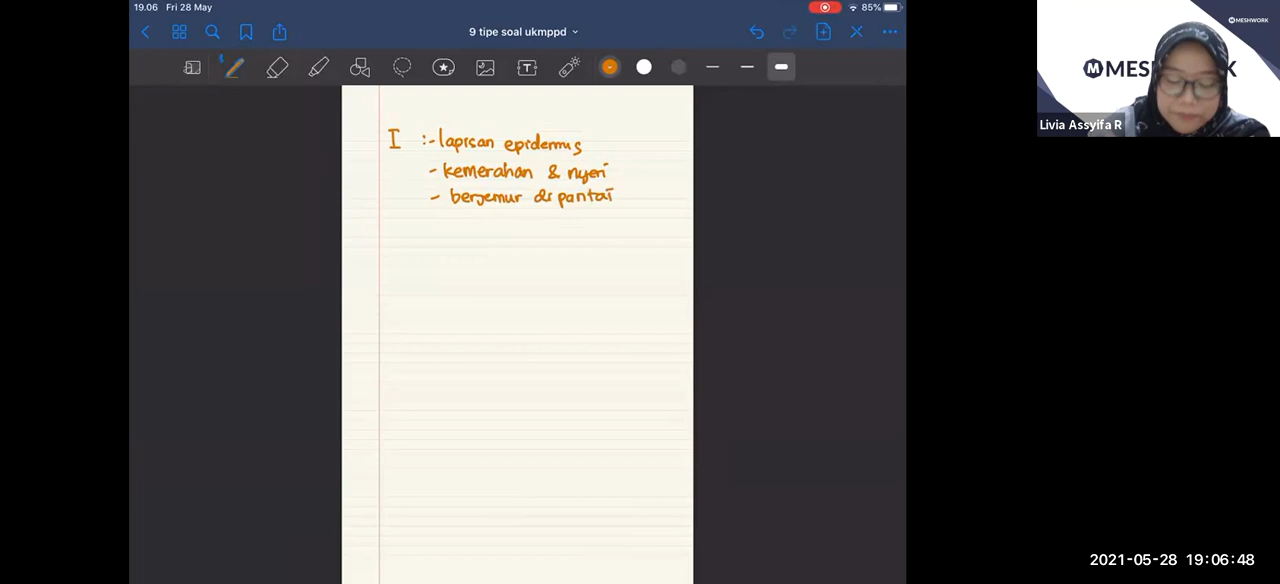 19.06 Fri 28 May
85%
9 tipe soal ukmppd
T
I :- lapisan epidermis
- kemerahan & nyeri
- berjemur di pantai
MESHWORK
Livia Assyifa R
2021-05-28 19:06:48